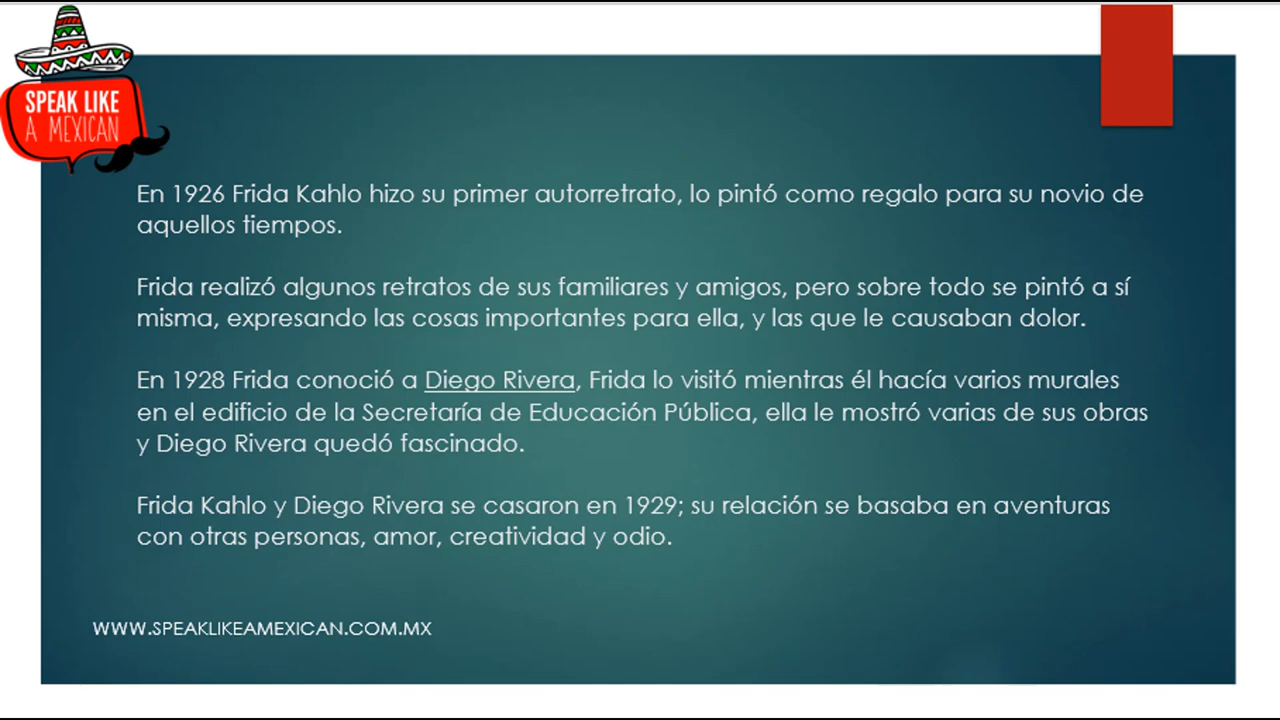 SPEAK LIKE
A MEXICAN
En 1926 Frida Kahlo hizo su primer autorretrato, lo pintó como regalo para su novio de
aquellos tiempos.
Frida realizó algunos retratos de sus familiares y amigos, pero sobre todo se pintó a sí
misma, expresando las cosas importantes para ella, y las que le causaban dolor.
En 1928 Frida conoció a Diego Rivera, Frida lo visitó mientras él hacía varios murales
en el edificio de la Secretaría de Educación Pública, ella le mostró varias de sus obras
y Diego Rivera quedó fascinado.
Frida Kahlo y Diego Rivera se casaron en 1929; su relación se basaba en aventuras
con otras personas, amor, creatividad y odio.
WWW.SPEAKLIKEAMEXICAN.COM.MX